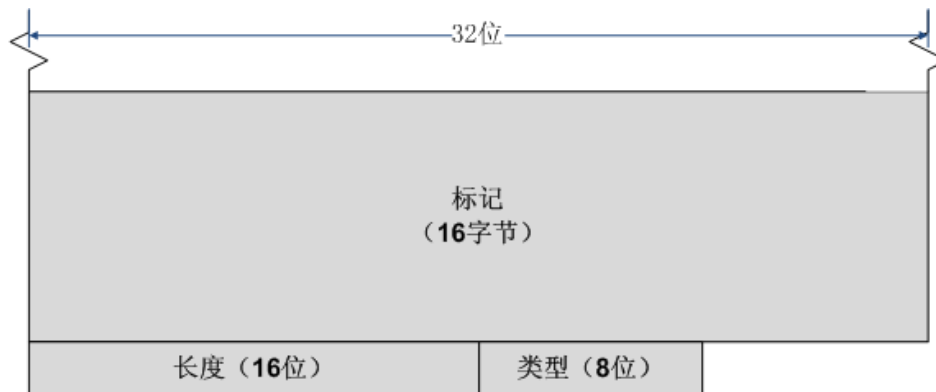 32位
标记
（16字节）
长度（16位）
类型（8位）